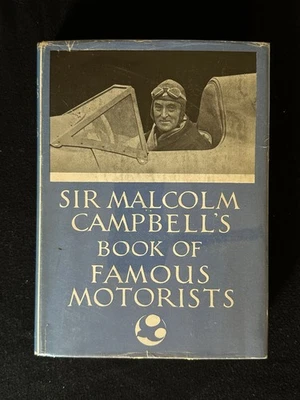 SIR MALCOLM
CAMPBELL'S
BOOK OF
FAMOUS
MOTORISTS